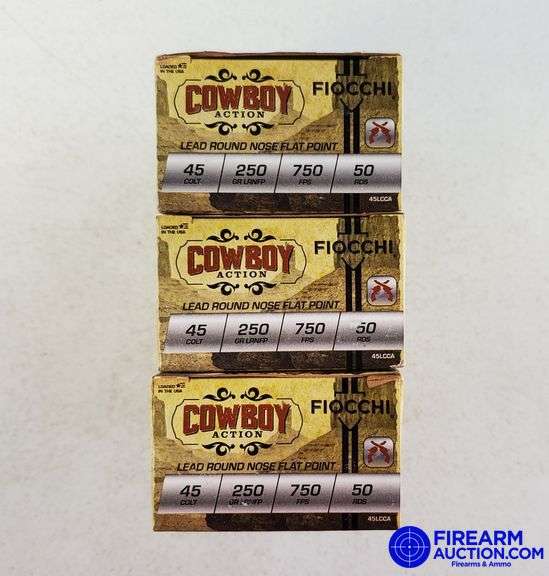 LOADED IN THE USA
COWBOY
ACTION
FIOCCHI
LEAD ROUND NOSE FLAT POINT
45 250 750 50
COLT GR LRNFP FPS RDS
45LCCA
LOADED IN THE USA
COWBOY
ACTION
FIOCCHI
LEAD ROUND NOSE FLAT POINT
45 250 750 50
COLT GR LRNFP FPS RDS
45LCCA
LOADED IN THE USA
COWBOY
ACTION
FIOCCHI
LEAD ROUND NOSE FLAT POINT
45 250 750 50
COLT GR LRNFP FPS RDS
45LCCA
FIREARM
AUCTION.COM
Firearms & Ammo